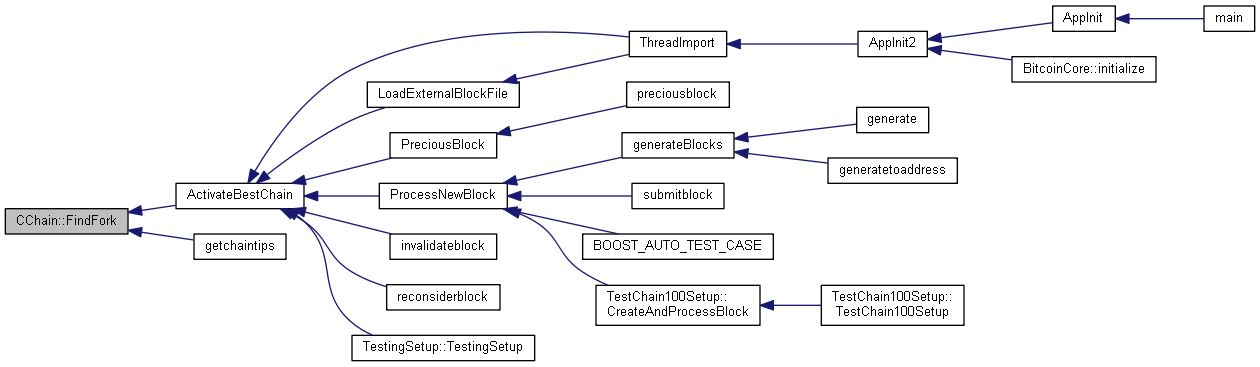 CChain::FindFork
ActivateBestChain
ThreadImport
AppInit2
AppInit
main
BitcoinCore::initialize
LoadExternalBlockFile
PreciousBlock
preciousblock
ProcessNewBlock
generateBlocks
generate
generatetoaddress
submitblock
BOOST_AUTO_TEST_CASE
TestChain100Setup::
CreateAndProcessBlock
TestChain100Setup::
TestChain100Setup
invalidateblock
reconsiderblock
TestingSetup::TestingSetup
getchaintips